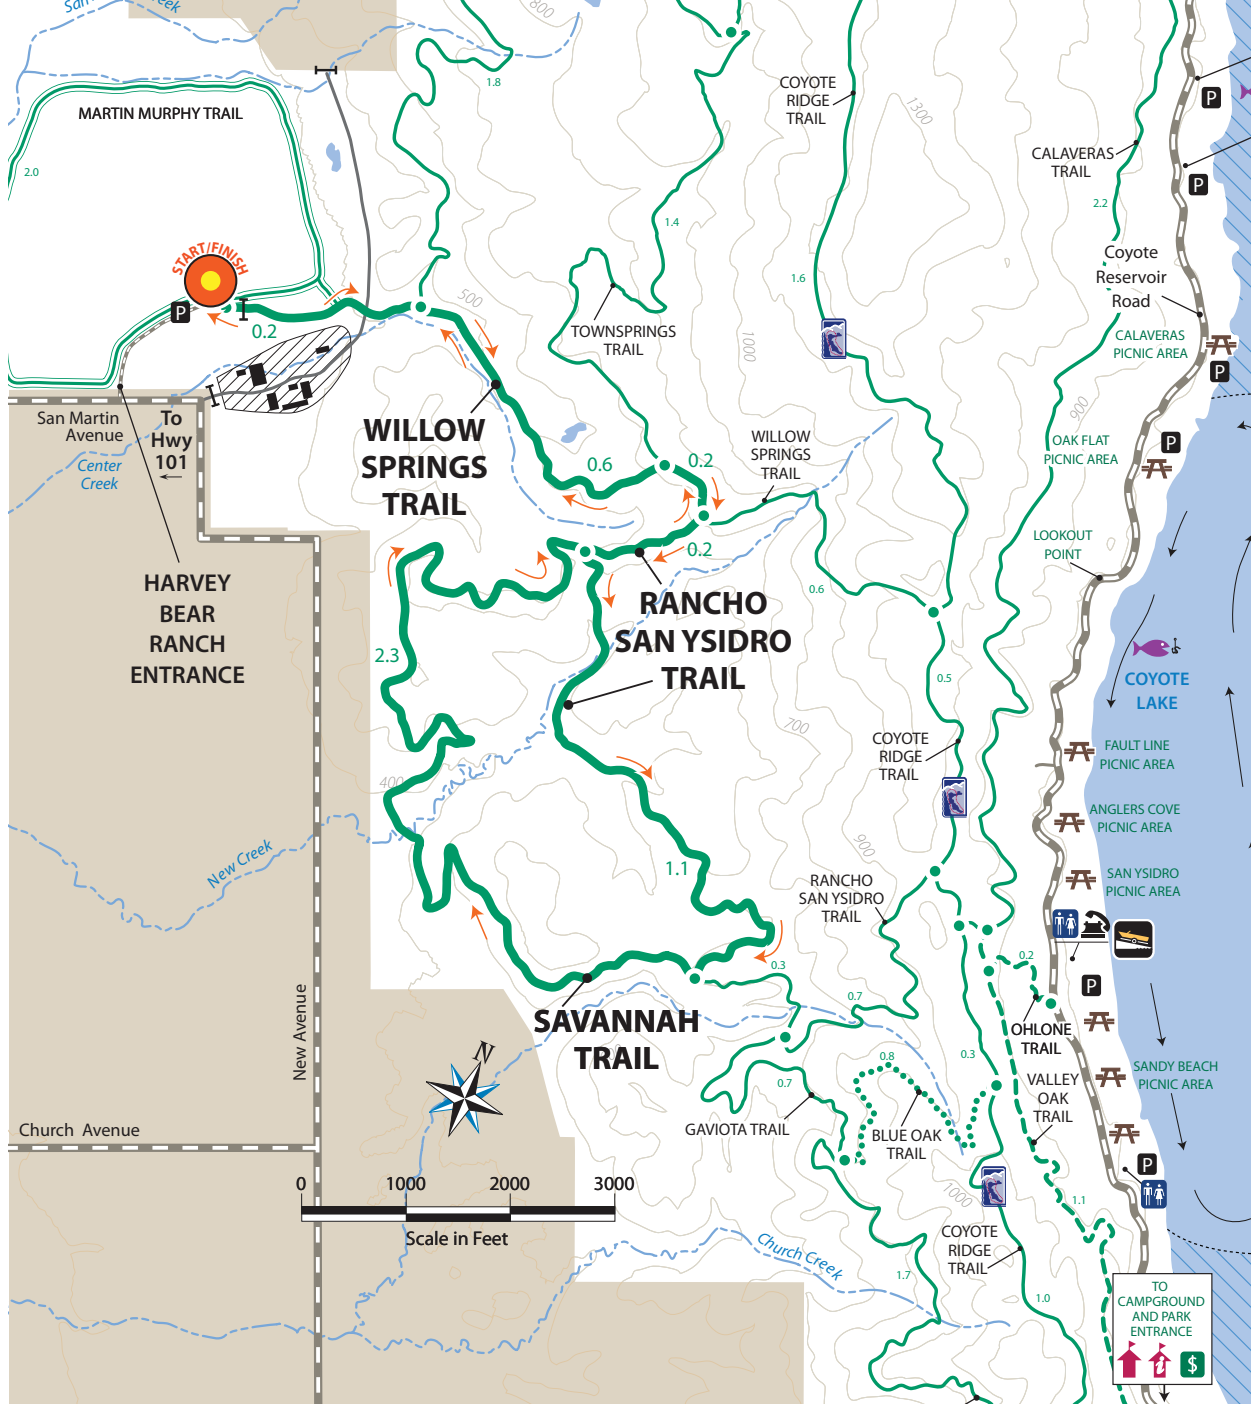 800
1.8
MARTIN MURPHY TRAIL
2.0
COYOTE
RIDGE
TRAIL
1300
P
CALAVERAS
TRAIL
P
2.2
1.4
START/FINISH
P
0.2
500
1.6
Coyote
Reservoir
Road
TOWNSPRINGS
TRAIL
1000
CALAVERAS
PICNIC AREA
P
San Martin
Avenue
To
Hwy
101
Center
Creek
WILLOW
SPRINGS
TRAIL
0.6
0.2
WILLOW
SPRINGS
TRAIL
900
OAK FLAT
PICNIC AREA
P
0.2
LOOKOUT
POINT
HARVEY
BEAR
RANCH
ENTRANCE
RANCHO
SAN YSIDRO
TRAIL
0.6
2.3
0.5
COYOTE
LAKE
700
COYOTE
RIDGE
TRAIL
FAULT LINE
PICNIC AREA
400
ANGLERS COVE
PICNIC AREA
New Creek
900
1.1
RANCHO
SAN YSIDRO
TRAIL
SAN YSIDRO
PICNIC AREA
0.3
0.2
P
New Avenue
0.7
SAVANNAH
TRAIL
OHLONE
TRAIL
N
0.8
0.3
0.7
VALLEY
OAK
TRAIL
SANDY BEACH
PICNIC AREA
GAVIOTA TRAIL
BLUE OAK
TRAIL
Church Avenue
P
0
1000
2000
3000
Scale in Feet
1000
1.1
COYOTE
RIDGE
TRAIL
Church Creek
1.7
1.0
TO
CAMPGROUND
AND PARK
ENTRANCE
i
$